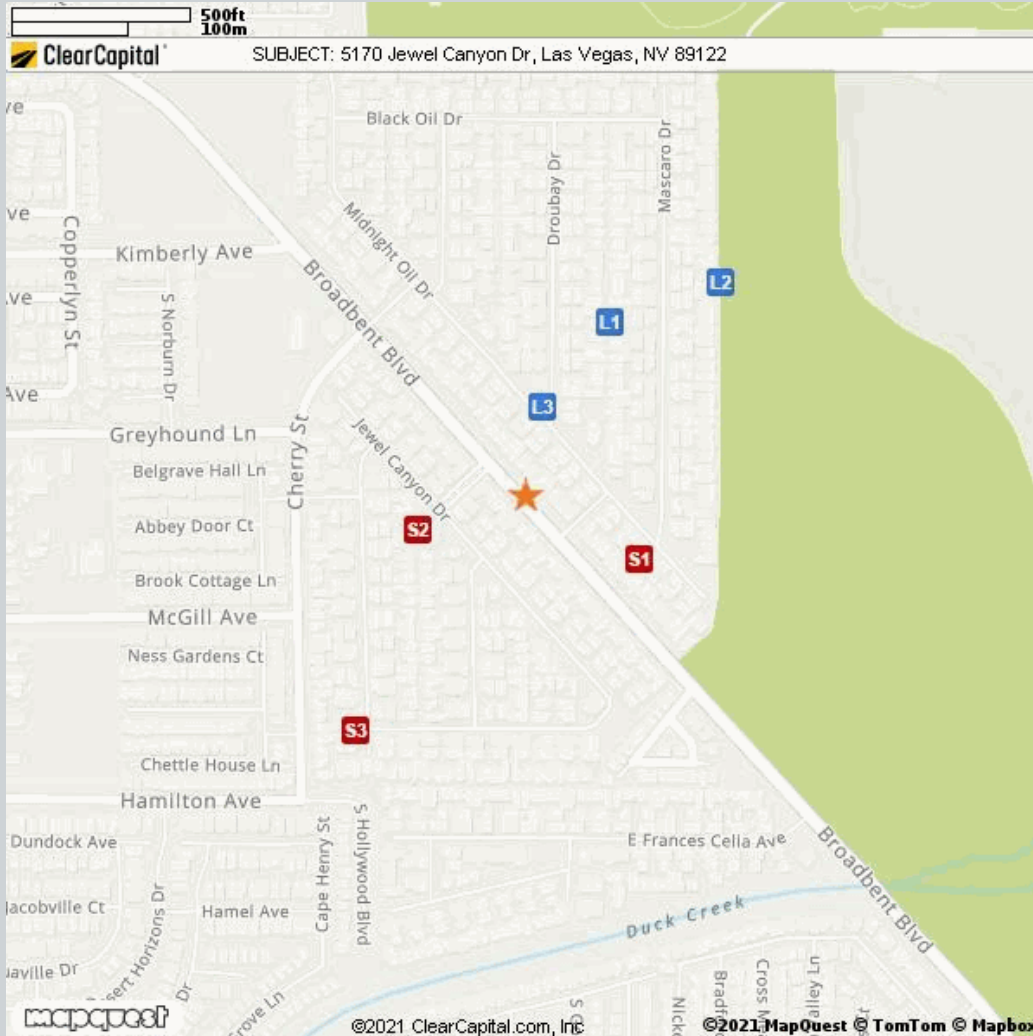 500ft
100m
ClearCapital
SUBJECT: 5170 Jewel Canyon Dr, Las Vegas, NV 89122
Black Oil Dr
Mascaro Dr
Droubay Dr
Copperlyn St
Kimberly Ave
Midnight Oil Dr
S Norburn Dr
Broadbent Blvd
L2
L1
L3
Ave
Greyhound Ln
Jewel Canyon Dr
Cherry St
Belgrave Hall Ln
S2
Abbey Door Ct
S1
Brook Cottage Ln
McGill Ave
Ness Gardens Ct
S3
Chettle House Ln
Hamilton Ave
Dundock Ave
Cape Henry St
S Hollywood Blvd
E Frances Celia Ave
Broadbent Blvd
Jacobville Ct
Hamel Ave
Duck Creek
Dr
mapquest
©2021 ClearCapital.com, Inc
©2021 MapQuest © TomTom © Mapbox